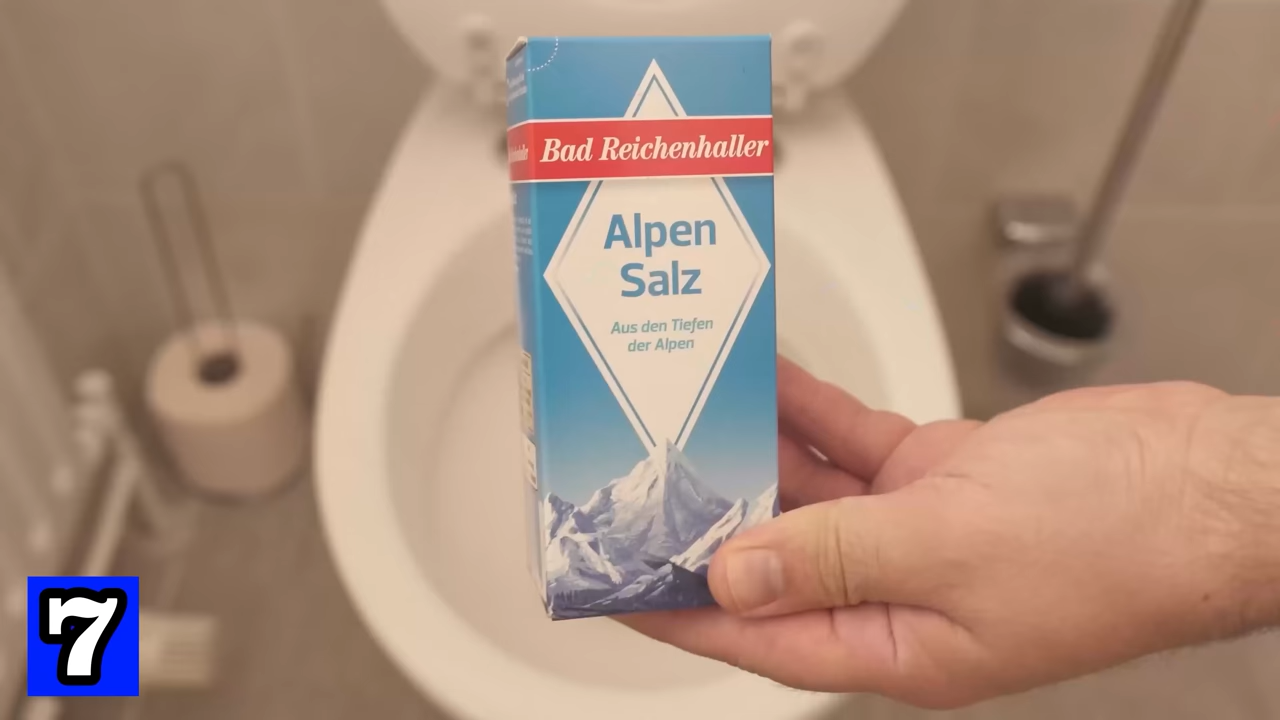 Bad Reichenhaller
Alpen
Salz
Aus den Tiefen
der Alpen
7